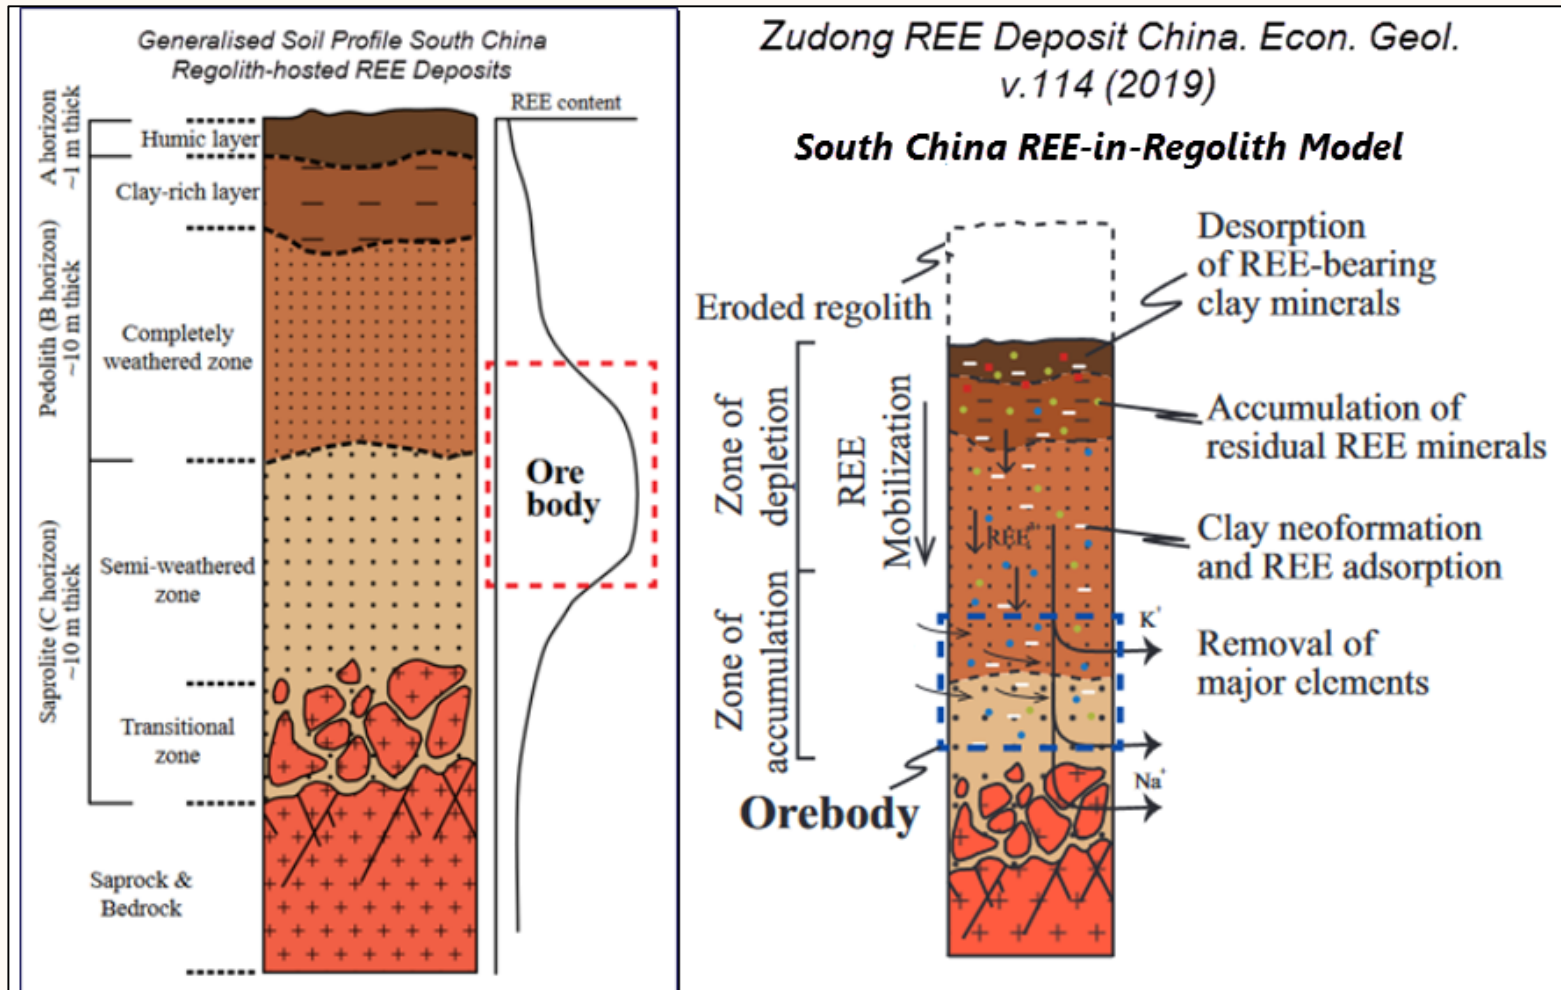 Generalised Soil Profile South China
Regolith-hosted REE Deposits
REE content
A horizon
~1 m thick
Humic layer
Clay-rich layer
Pedolith (B horizon)
~10 m thick
Completely
weathered zone
Ore
body
Saprolite (C horizon)
~10 m thick
Semi-weathered
zone
Transitional
zone
Saprock &
Bedrock
Zudong REE Deposit China. Econ. Geol.
v.114 (2019)
South China REE-in-Regolith Model
Desorption
of REE-bearing
clay minerals
Eroded regolith
Zone of
depletion
REE
Mobilization
Accumulation of
residual REE minerals
REE³⁺
Clay neoformation
and REE adsorption
Zone of
accumulation
K⁺
Removal of
major elements
Na⁺
Orebody